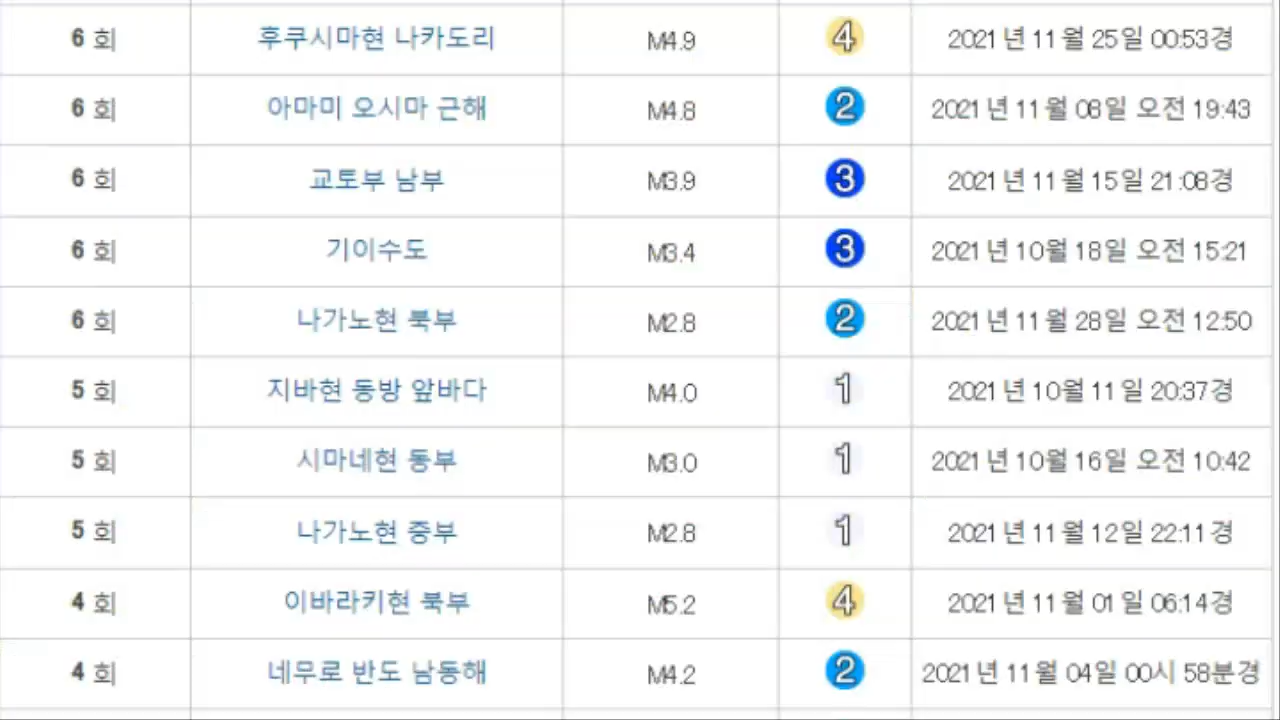 6 회 후쿠시마현 나카도리 M4.9 4 2021년 11월 25일 00:53경
6 회 아마미 오시마 근해 M4.8 2 2021년 11월 08일 오전 19:43
6 회 교토부 남부 M3.9 3 2021년 11월 15일 21:08경
6 회 기이수도 M3.4 3 2021년 10월 18일 오전 15:21
6 회 나가노현 북부 M2.8 2 2021년 11월 28일 오전 12:50
5 회 지바현 동방 앞바다 M4.0 1 2021년 10월 11일 20:37경
5 회 시마네현 동부 M3.0 1 2021년 10월 16일 오전 10:42
5 회 나가노현 중부 M2.8 1 2021년 11월 12일 22:11경
4 회 이바라키현 북부 M5.2 4 2021년 11월 01일 06:14경
4 회 네무로 반도 남동해 M4.2 2 2021년 11월 04일 00시 58분경